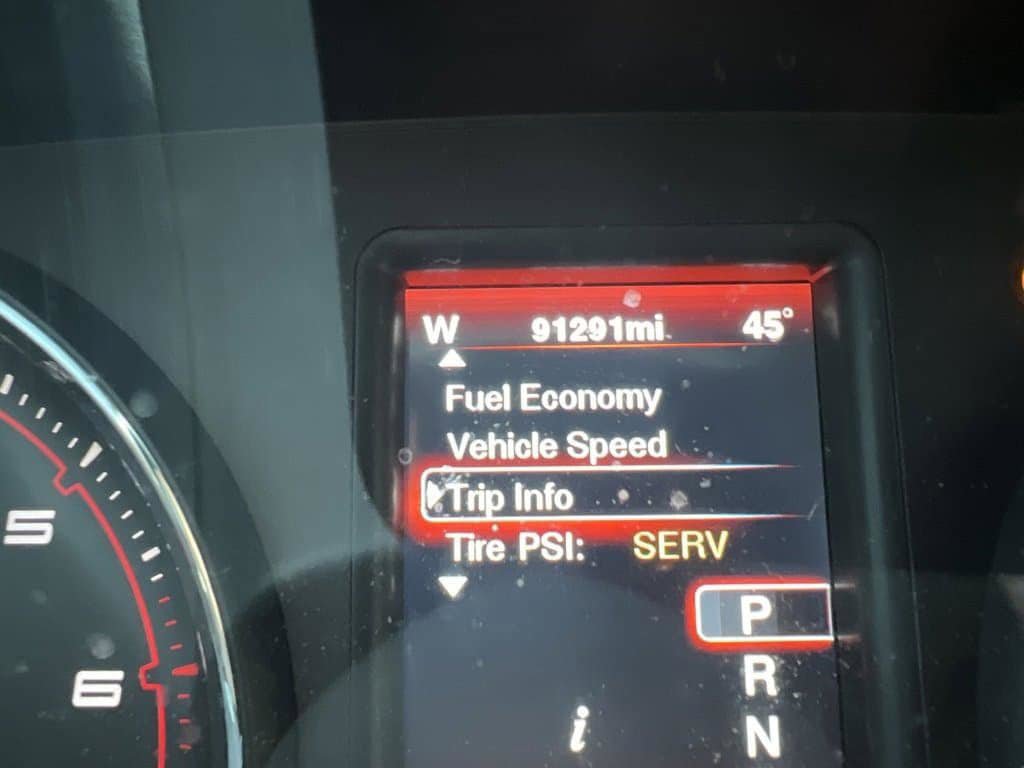 W 91291mi 45°
Fuel Economy
Vehicle Speed
Trip Info
Tire PSI: SERV
5
P
R
6
N
i